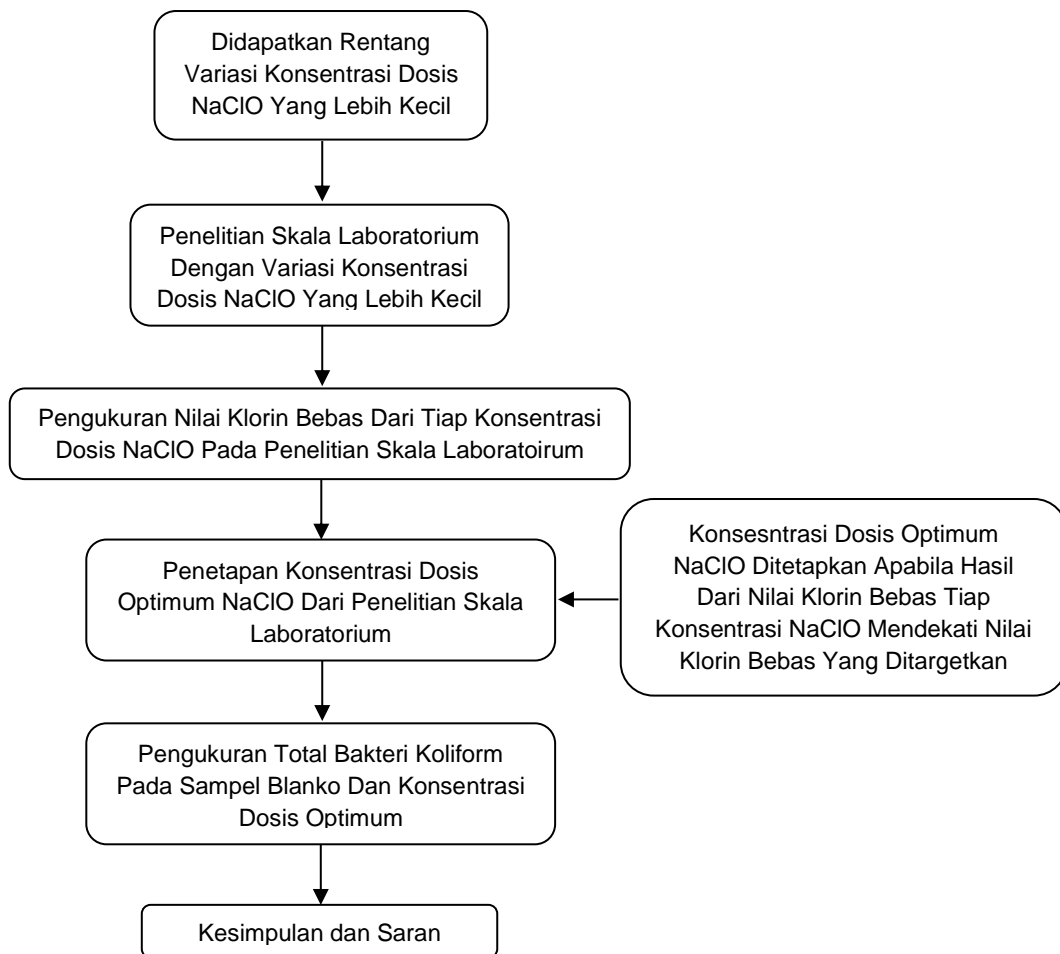 Didapatkan Rentang
Variasi Konsentrasi Dosis
NaClO Yang Lebih Kecil
Penelitian Skala Laboratorium
Dengan Variasi Konsentrasi
Dosis NaClO Yang Lebih Kecil
Pengukuran Nilai Klorin Bebas Dari Tiap Konsentrasi
Dosis NaClO Pada Penelitian Skala Laboratoirum
Penetapan Konsentrasi Dosis
Optimum NaClO Dari Penelitian Skala
Laboratorium
Konsesntrasi Dosis Optimum
NaClO Ditetapkan Apabila Hasil
Dari Nilai Klorin Bebas Tiap
Konsentrasi NaClO Mendekati Nilai
Klorin Bebas Yang Ditargetkan
Pengukuran Total Bakteri Koliform
Pada Sampel Blanko Dan Konsentrasi
Dosis Optimum
Kesimpulan dan Saran